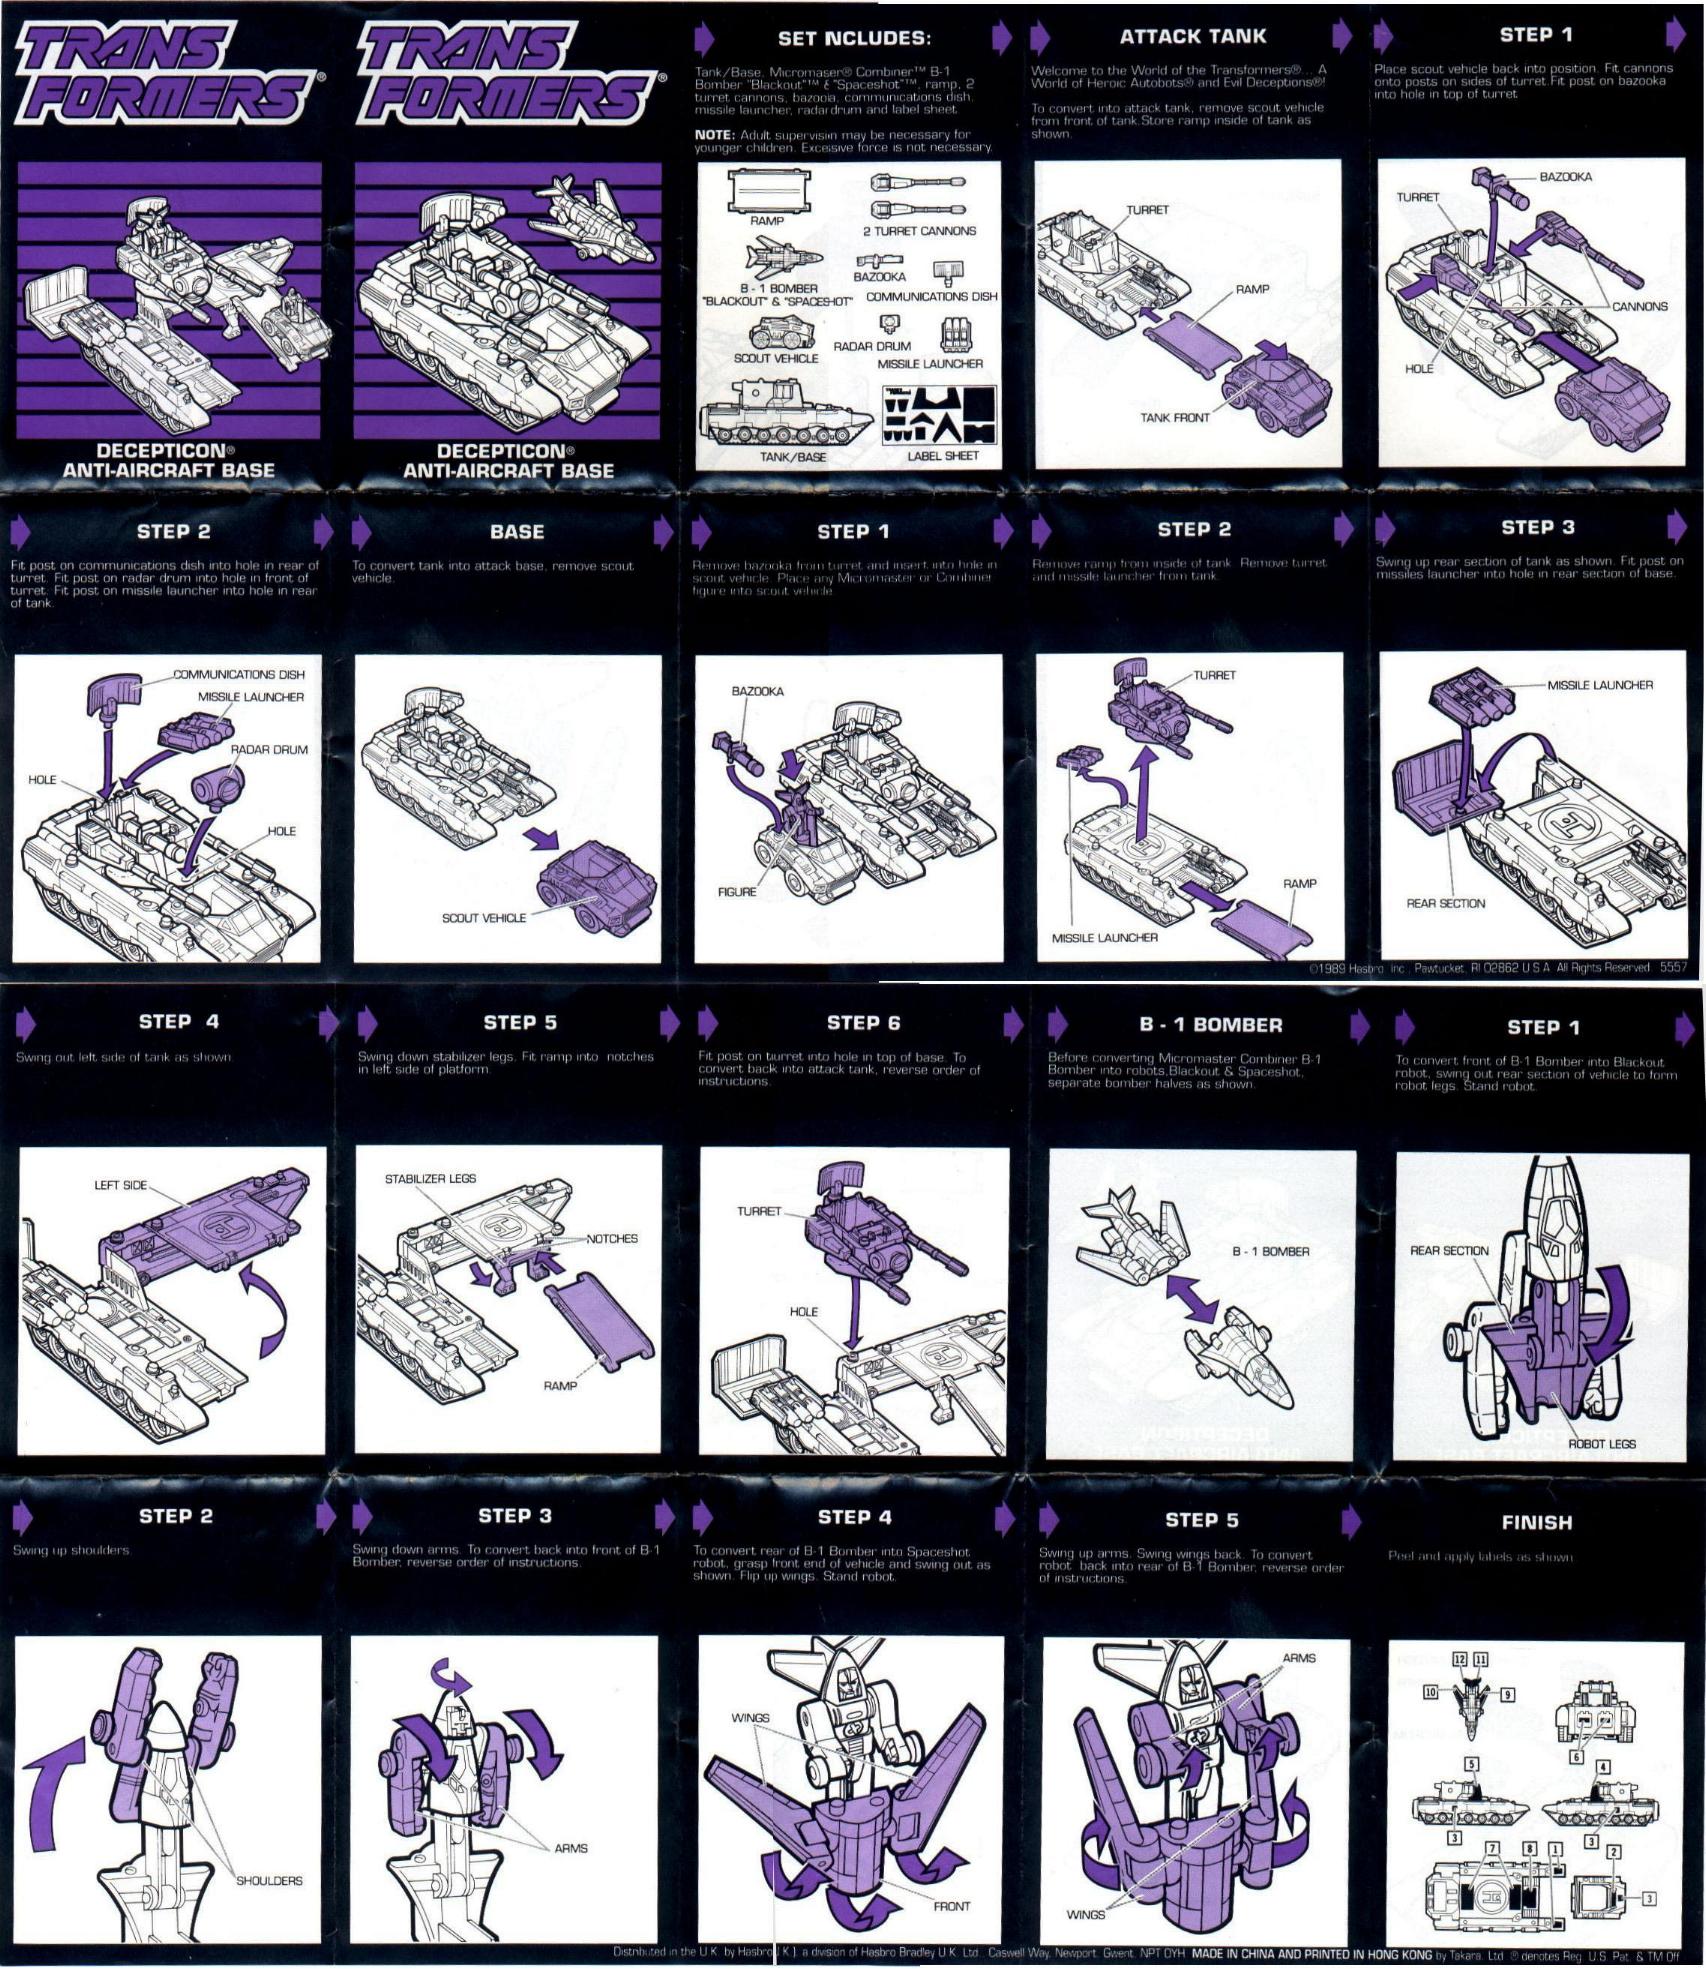 TRANS
FORMERS®
DECEPTICON®
ANTI-AIRCRAFT BASE
TRANS
FORMERS®
DECEPTICON®
ANTI-AIRCRAFT BASE
SET NCLUDES:
Tank/Base. Micromaser® Combiner™ B-1
Bomber "Blackout"™ & "Spaceshot"™, ramp, 2
turret cannons, bazooia, communications dish,
missile launcher, radar drum and label sheet.
NOTE: Adult supervisin may be necessary for
younger children. Excessive force is not necessary.
RAMP
2 TURRET CANNONS
B - 1 BOMBER
"BLACKOUT" & "SPACESHOT"
BAZOOKA
COMMUNICATIONS DISH
SCOUT VEHICLE
RADAR DRUM
MISSILE LAUNCHER
TANK/BASE
LABEL SHEET
ATTACK TANK
Welcome to the World of the Transformers®... A
World of Heroic Autobots® and Evil Deceptions®!
To convert into attack tank, remove scout vehicle
from front of tank.Store ramp inside of tank as
shown.
TURRET
RAMP
TANK FRONT
STEP 1
Place scout vehicle back into position. Fit cannons
onto posts on sides of turret.Fit post on bazooka
into hole in top of turret
BAZOOKA
TURRET
CANNONS
HOLE
STEP 2
Fit post on communications dish into hole in rear of
turret. Fit post on radar drum into hole in front of
turret. Fit post on missile launcher into hole in rear
of tank.
COMMUNICATIONS DISH
MISSILE LAUNCHER
RADAR DRUM
HOLE
HOLE
BASE
To convert tank into attack base, remove scout
vehicle.
SCOUT VEHICLE
STEP 1
Remove bazooka from turret and insert into hole in
scout vehicle. Place any Micromaster or Combiner
figure into scout vehicle.
BAZOOKA
FIGURE
STEP 2
Remove ramp from inside of tank. Remove turret
and missile launcher from tank.
TURRET
RAMP
MISSILE LAUNCHER
STEP 3
Swing up rear section of tank as shown. Fit post on
missiles launcher into hole in rear section of base.
MISSILE LAUNCHER
REAR SECTION
©1989 Hasbro Inc., Pawtucket, RI 02862 U S A All Rights Reserved 5557
STEP 4
Swing out left side of tank as shown.
LEFT SIDE
STEP 5
Swing down stabilizer legs. Fit ramp into notches
in left side of platform.
STABILIZER LEGS
NOTCHES
RAMP
STEP 6
Fit post on turret into hole in top of base. To
convert back into attack tank, reverse order of
instructions.
TURRET
HOLE
B - 1 BOMBER
Before converting Micromaster Combiner B-1
Bomber into robots,Blackout & Spaceshot,
separate bomber halves as shown.
B - 1 BOMBER
STEP 1
To convert front of B-1 Bomber into Blackout
robot, swing out rear section of vehicle to form
robot legs. Stand robot.
REAR SECTION
ROBOT LEGS
STEP 2
Swing up shoulders.
SHOULDERS
STEP 3
Swing down arms. To convert back into front of B-1
Bomber, reverse order of instructions.
ARMS
STEP 4
To convert rear of B-1 Bomber into Spaceshot
robot, grasp front end of vehicle and swing out as
shown. Flip up wings. Stand robot.
WINGS
FRONT
STEP 5
Swing up arms. Swing wings back. To convert
robot back into rear of B-1 Bomber, reverse order
of instructions.
ARMS
WINGS
FINISH
Peel and apply labels as shown
12 11
10 9
6
5 4
3 3
7 8 1 2
3
Distributed in the U.K. by Hasbro U.K.), a division of Hasbro Bradley U.K. Ltd., Caswell Way, Newport, Gwent, NPT OYH MADE IN CHINA AND PRINTED IN HONG KONG by Takara, Ltd ® denotes Reg. U.S. Pat. & TM Off